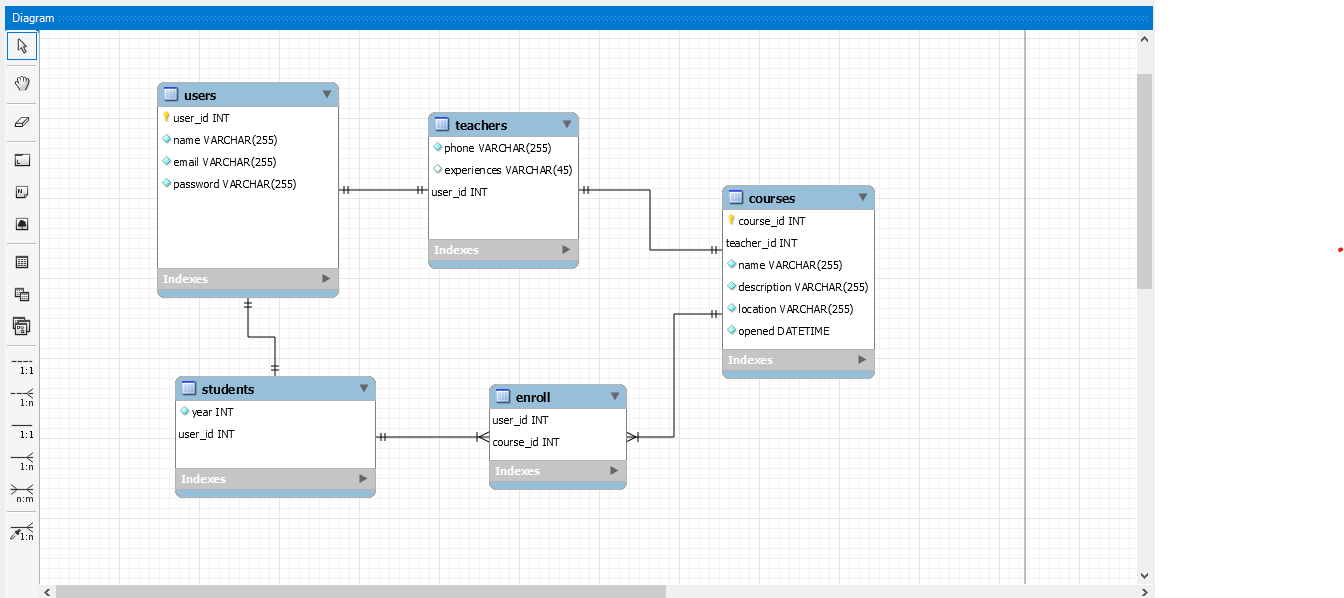 Diagram
users
user_id INT
name VARCHAR(255)
email VARCHAR(255)
password VARCHAR(255)
Indexes
teachers
phone VARCHAR(255)
experiences VARCHAR(45)
user_id INT
Indexes
courses
course_id INT
teacher_id INT
name VARCHAR(255)
description VARCHAR(255)
location VARCHAR(255)
opened DATETIME
Indexes
students
year INT
user_id INT
Indexes
enroll
user_id INT
course_id INT
Indexes
1:1
1:n
1:1
1:n
n:m
1:n